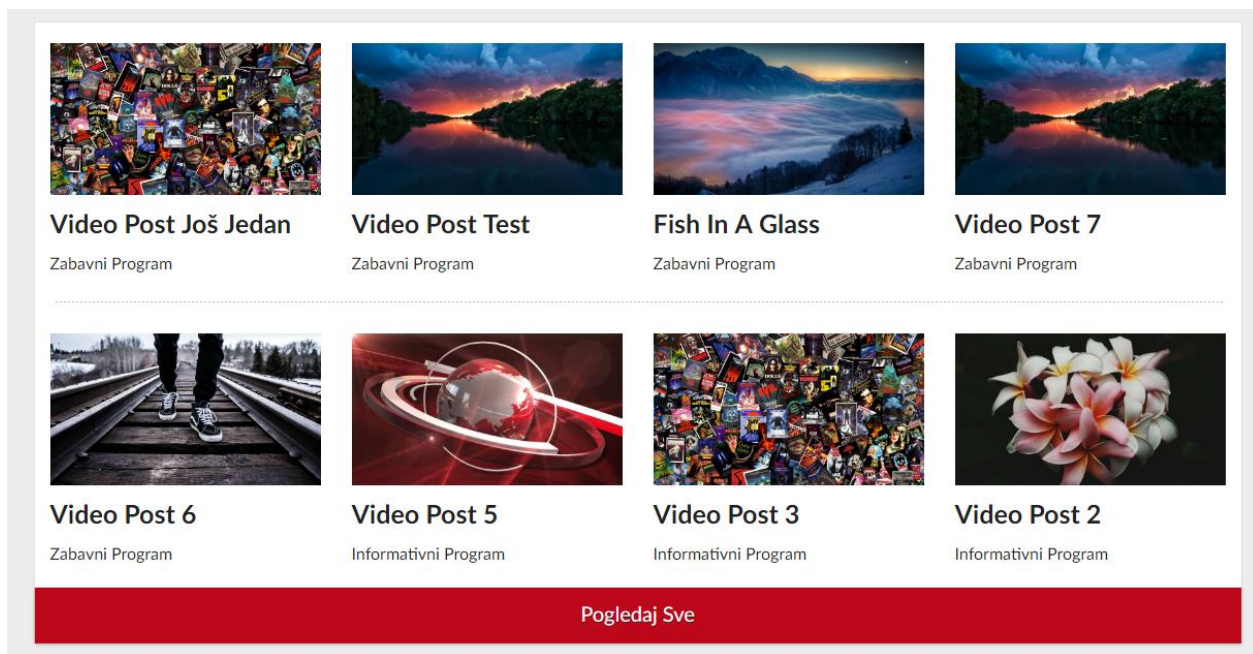 Video Post Još Jedan
Video Post Test
Fish In A Glass
Video Post 7
Zabavni Program
Zabavni Program
Zabavni Program
Zabavni Program
Video Post 6
Video Post 5
Video Post 3
Video Post 2
Zabavni Program
Informativni Program
Informativni Program
Informativni Program
Pogledaj Sve